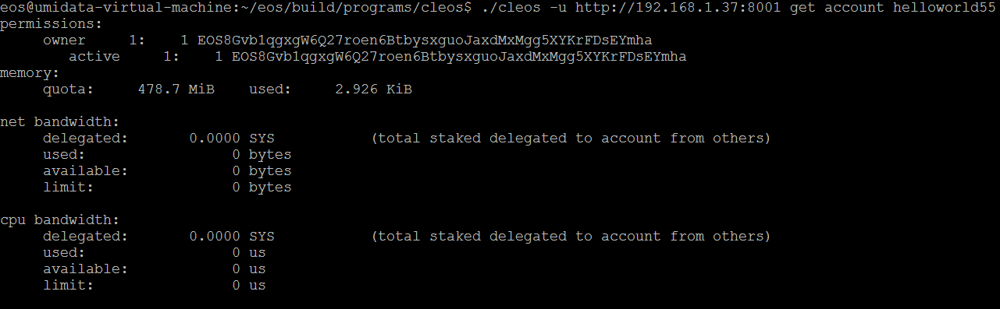 eos@umidata-virtual-machine:~/eos/build/programs/cleos$ ./cleos -u http://192.168.1.37:8001 get account helloworld55
permissions:
     owner     1:    1 EOS8Gvb1qgxgW6Q27roen6BtbysxguoJaxdMxMgg5XYKrFDsEYmha
        active     1:    1 EOS8Gvb1qgxgW6Q27roen6BtbysxguoJaxdMxMgg5XYKrFDsEYmha
memory:
     quota:     478.7 MiB    used:     2.926 KiB
net bandwidth:
     delegated:       0.0000 SYS           (total staked delegated to account from others)
     used:                 0 bytes
     available:            0 bytes
     limit:                0 bytes
cpu bandwidth:
     delegated:       0.0000 SYS           (total staked delegated to account from others)
     used:                 0 us
     available:            0 us
     limit:                0 us